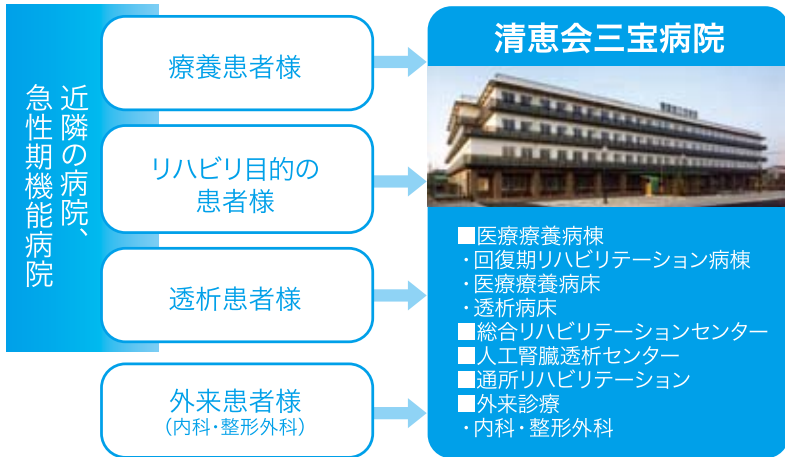 近隣の病院、
急性期機能病院
療養患者様
リハビリ目的の
患者様
透析患者様
外来患者様
（内科・整形外科）
清恵会三宝病院
■医療療養病棟
・回復期リハビリテーション病棟
・医療療養病床
・透析病床
■総合リハビリテーションセンター
■人工腎臓透析センター
■通所リハビリテーション
■外来診療
・内科・整形外科